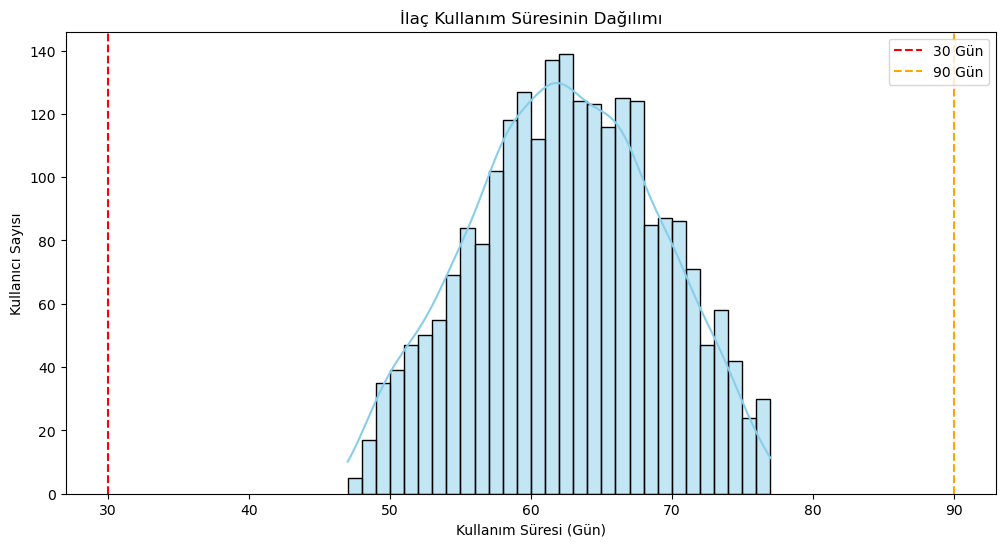 İlaç Kullanım Süresinin Dağılımı
30 Gün
90 Gün
140
120
100
80
60
40
20
0
Kullanıcı Sayısı
30 40 50 60 70 80 90
Kullanım Süresi (Gün)